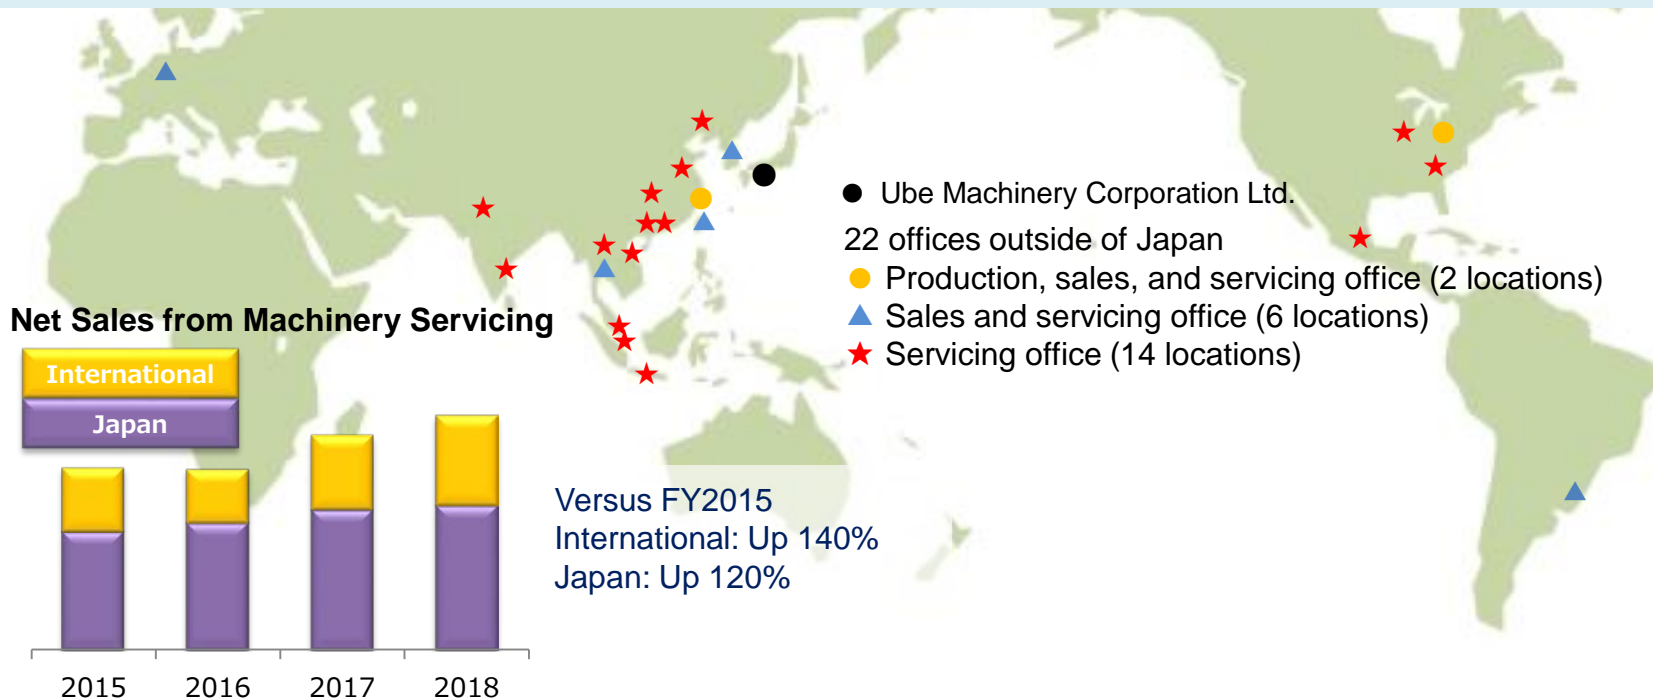 Ube Machinery Corporation Ltd.
22 offices outside of Japan
Production, sales, and servicing office (2 locations)
Sales and servicing office (6 locations)
Servicing office (14 locations)
Net Sales from Machinery Servicing
International
Japan
Versus FY2015
International: Up 140%
Japan: Up 120%
2015 2016 2017 2018